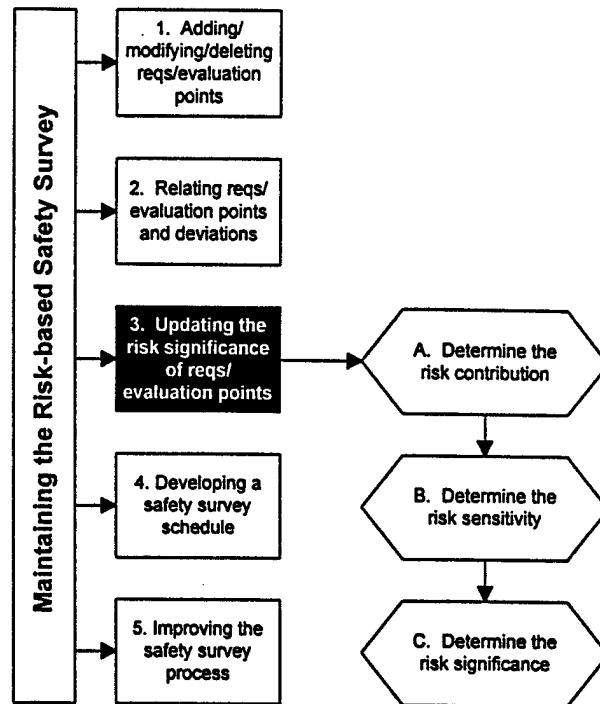 Maintaining the Risk-based Safety Survey
1. Adding/
modifying/deleting
reqs/evaluation
points
2. Relating reqs/
evaluation points
and deviations
3. Updating the
risk significance
of reqs/
evaluation points
A. Determine the
risk contribution
4. Developing a
safety survey
schedule
B. Determine the
risk sensitivity
5. Improving the
safety survey
process
C. Determine the
risk significance